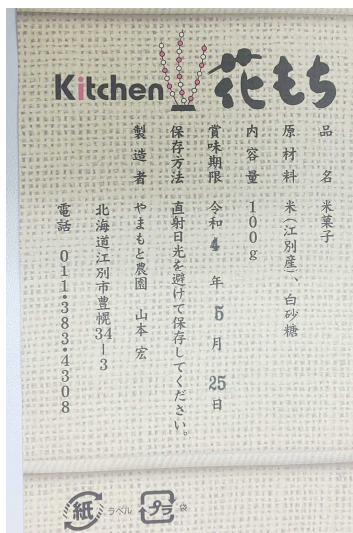 Kitchen 花もち
品名 米菓子
原材料 米(江別産)、白砂糖
内容量 100g
賞味期限 令和 4 年 5 月 25 日
保存方法 直射日光を避けて保存してください。
製造者 やまもと農園 山本 宏
北海道江別市豊幌34－3
電話 011・383・4308
紙 ラベル プラ 袋